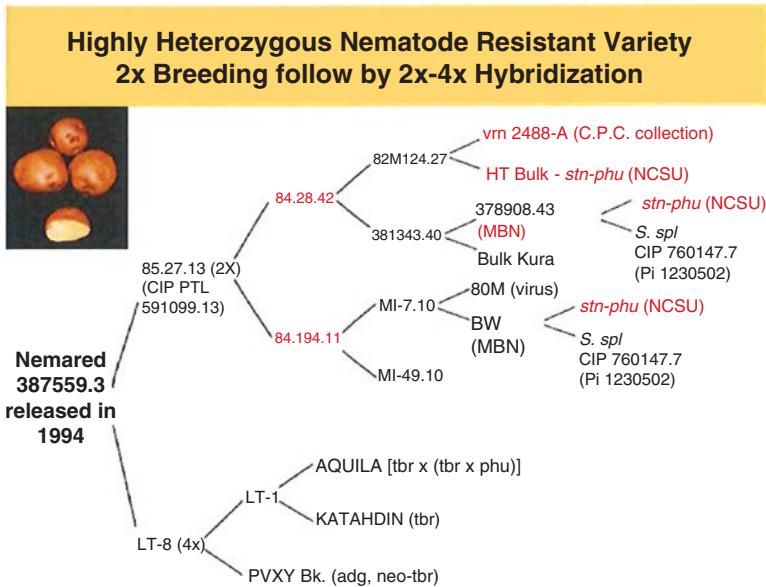 Highly Heterozygous Nematode Resistant Variety
2x Breeding follow by 2x-4x Hybridization
vrn 2488-A (C.P.C. collection)
82M124.27
HT Bulk - stn-phu (NCSU)
84.28.42
378908.43
(MBN)
stn-phu (NCSU)
381343.40
S. spl
CIP 760147.7
(Pi 1230502)
Bulk Kura
85.27.13 (2X)
(CIP PTL
591099.13)
80M (virus)
MI-7.10
stn-phu (NCSU)
BW
(MBN)
84.194.11
S. spl
CIP 760147.7
(Pi 1230502)
MI-49.10
Nemared
387559.3
released in
1994
AQUILA [tbr x (tbr x phu)]
LT-1
KATAHDIN (tbr)
LT-8 (4x)
PVXY Bk. (adg, neo-tbr)